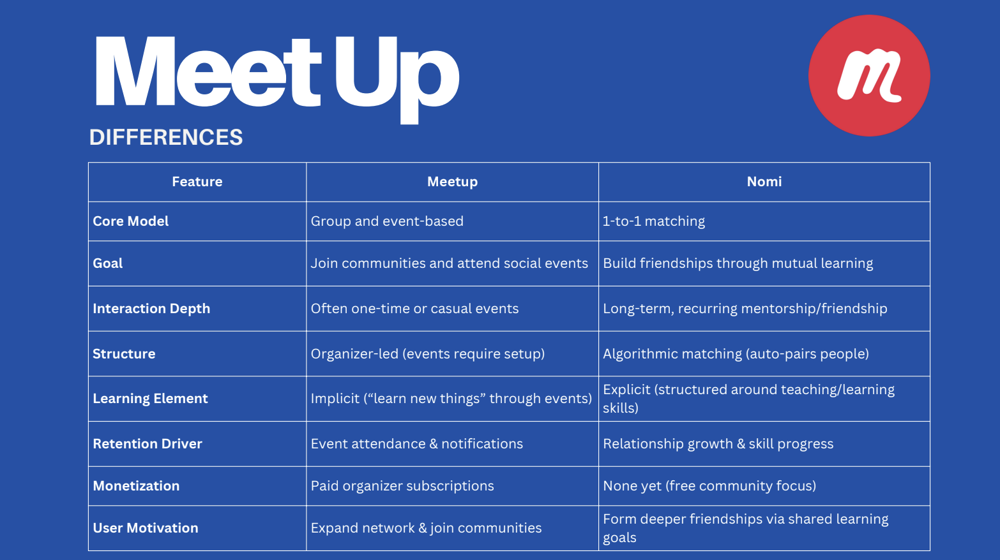 Meet Up
m
DIFFERENCES
Feature
Meetup
Nomi
Core Model
Group and event-based
1-to-1 matching
Goal
Join communities and attend social events
Build friendships through mutual learning
Interaction Depth
Often one-time or casual events
Long-term, recurring mentorship/friendship
Structure
Organizer-led (events require setup)
Algorithmic matching (auto-pairs people)
Learning Element
Implicit (“learn new things” through events)
Explicit (structured around teaching/learning
skills)
Retention Driver
Event attendance & notifications
Relationship growth & skill progress
Monetization
Paid organizer subscriptions
None yet (free community focus)
User Motivation
Expand network & join communities
Form deeper friendships via shared learning
goals